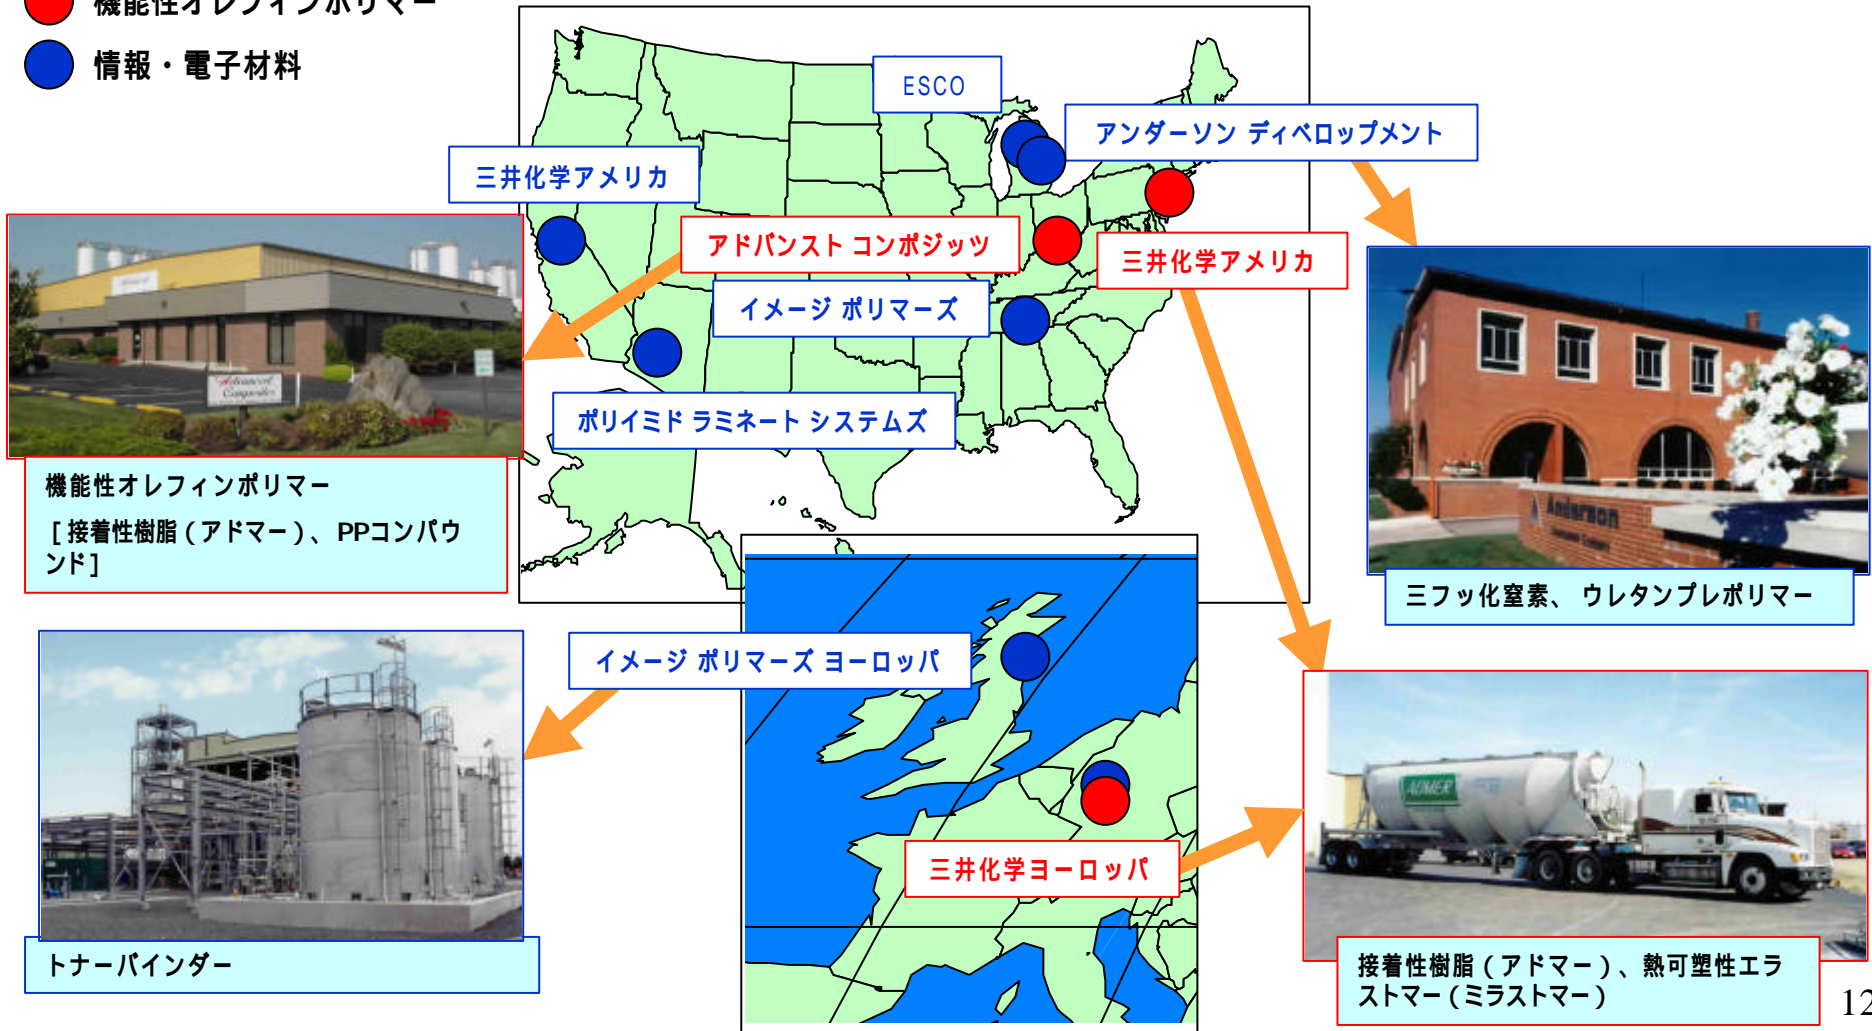 機能性オレフィンポリマー
情報・電子材料
ESCO
アンダーソン ディベロップメント
三井化学アメリカ
アドバンスト コンポジッツ
三井化学アメリカ
イメージ ポリマーズ
ポリイミド ラミネート システムズ
Advanced
Composites
機能性オレフィンポリマー
[ 接着性樹脂 ( アドマー ) 、 PPコンパウ
ンド ]
Anderson
三フッ化窒素、 ウレタンプレポリマー
イメージ ポリマーズ ヨーロッパ
ADMER
三井化学ヨーロッパ
トナーバインダー
接着性樹脂 ( アドマー ) 、 熱可塑性エラ
ストマー ( ミラストマー )
12